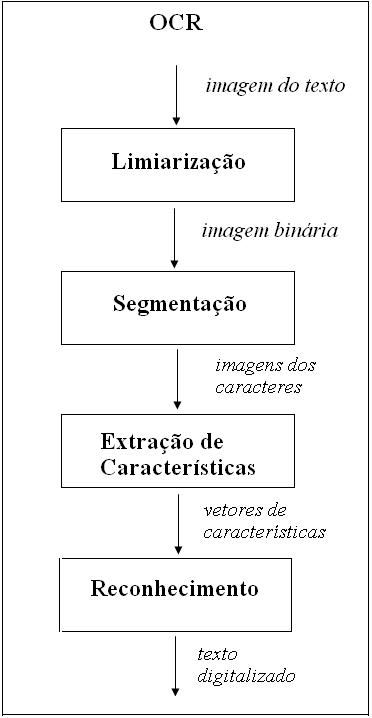 OCR
imagem do texto
Limiarização
imagem binária
Segmentação
imagens dos
caracteres
Extração de
Característificas
vetores de
características
Reconhecimento
texto
digitalizado